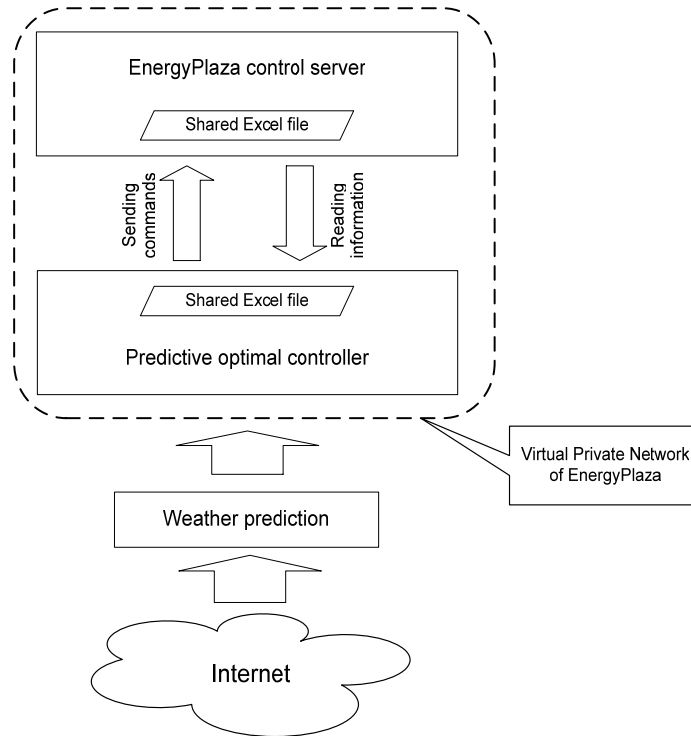 EnergyPlaza control server
Shared Excel file
Sending
commands
Reading
information
Shared Excel file
Predictive optimal controller
Virtual Private Network
of EnergyPlaza
Weather prediction
Internet